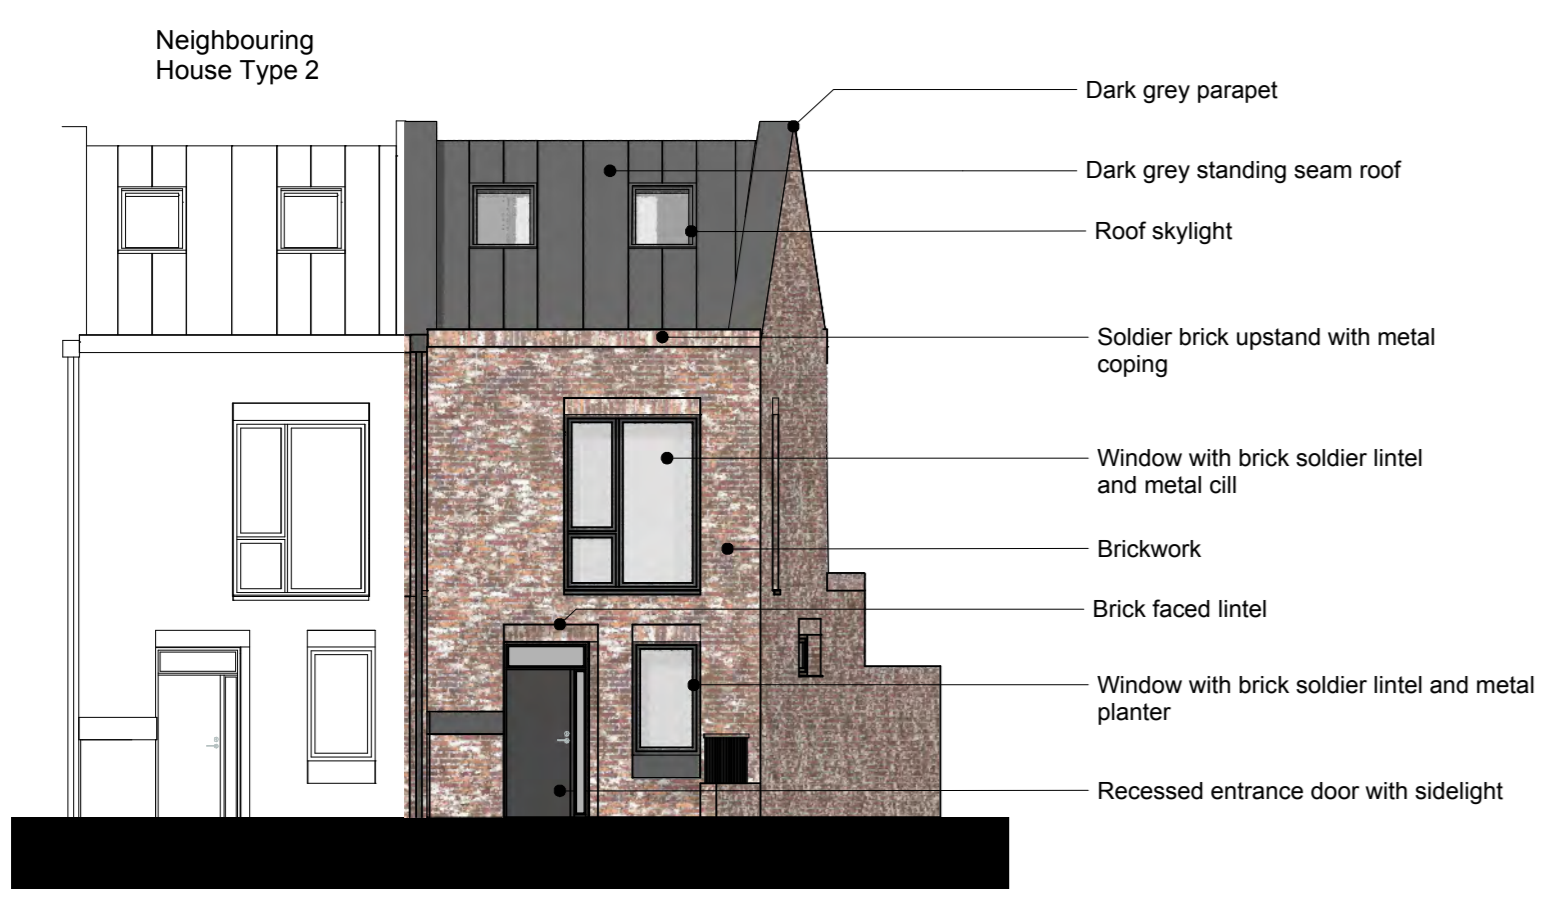 Neighbouring
House Type 2
Dark grey parapet
Dark grey standing seam roof
Roof skylight
Soldier brick upstand with metal
coping
Window with brick soldier lintel
and metal cill
Brickwork
Brick faced lintel
Window with brick soldier lintel and metal
planter
Recessed entrance door with sidelight